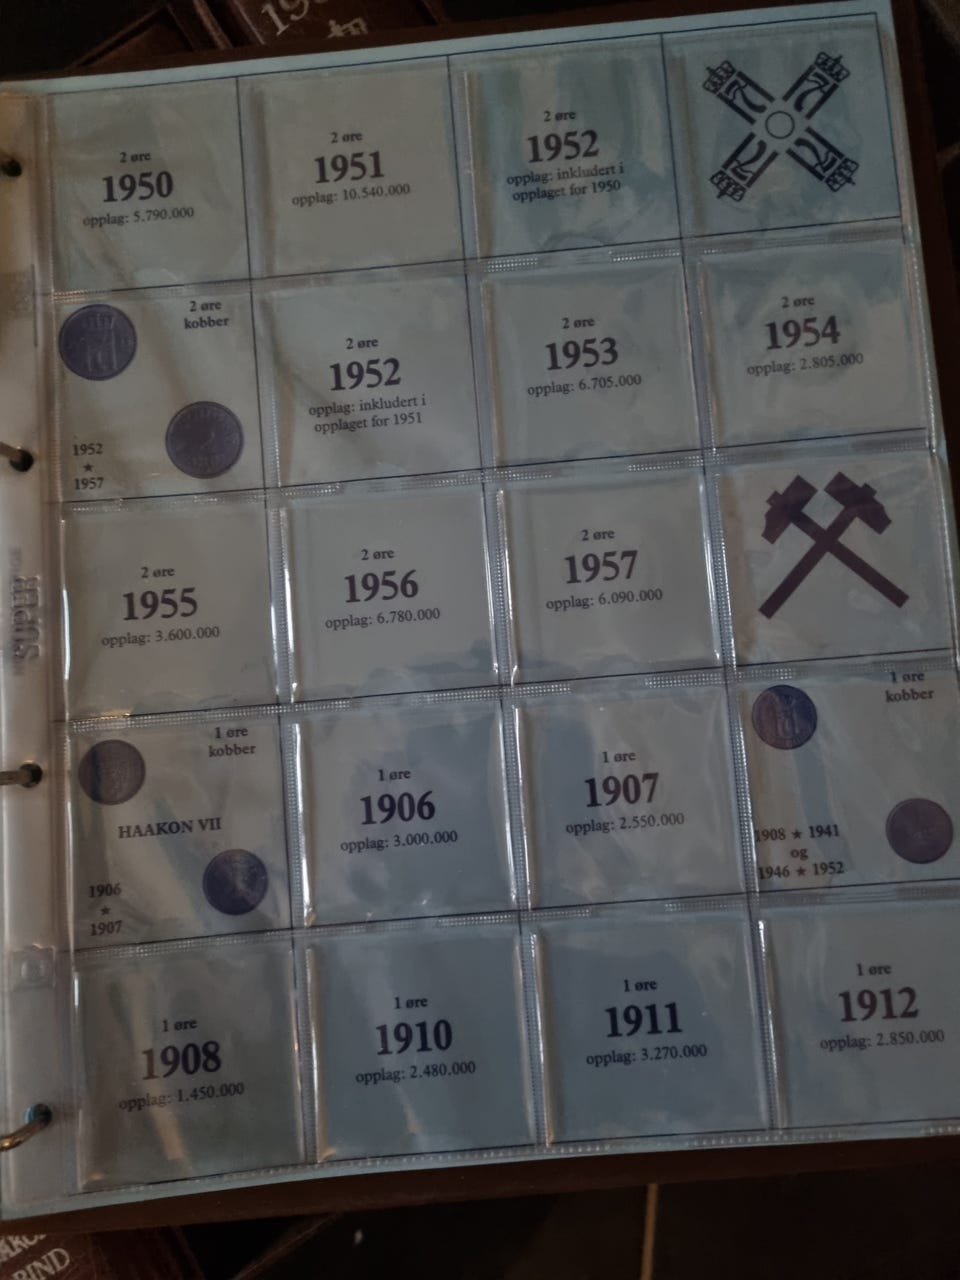 2 øre
1950
opplag: 5.790.000
2 øre
1951
opplag: 10.540.000
2 øre
1952
opplag: inkludert i
opplaget for 1950
2 øre
kobber
1952
★
1957
2 øre
1952
opplag: inkludert i
opplaget for 1951
2 øre
1953
opplag: 6.705.000
2 øre
1954
opplag: 2.805.000
2 øre
1955
opplag: 3.600.000
2 øre
1956
opplag: 6.780.000
2 øre
1957
opplag: 6.090.000
1 øre
kobber
HAAKON VII
1906
★
1907
1 øre
1906
opplag: 3.000.000
1 øre
1907
opplag: 2.550.000
1 øre
kobber
1908 ★ 1941
og
1946 ★ 1952
1 øre
1908
opplag: 1.450.000
1 øre
1910
opplag: 2.480.000
1 øre
1911
opplag: 3.270.000
1 øre
1912
opplag: 2.850.000
SUPER
BIND